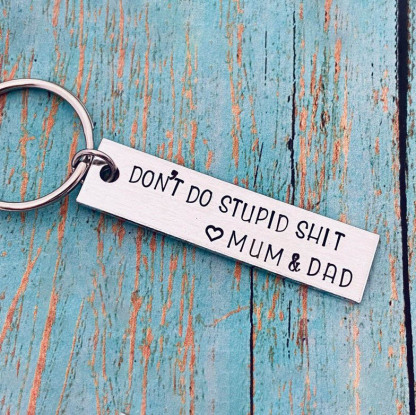 DON'T DO STUPID SHIT
♡ MUM & DAD